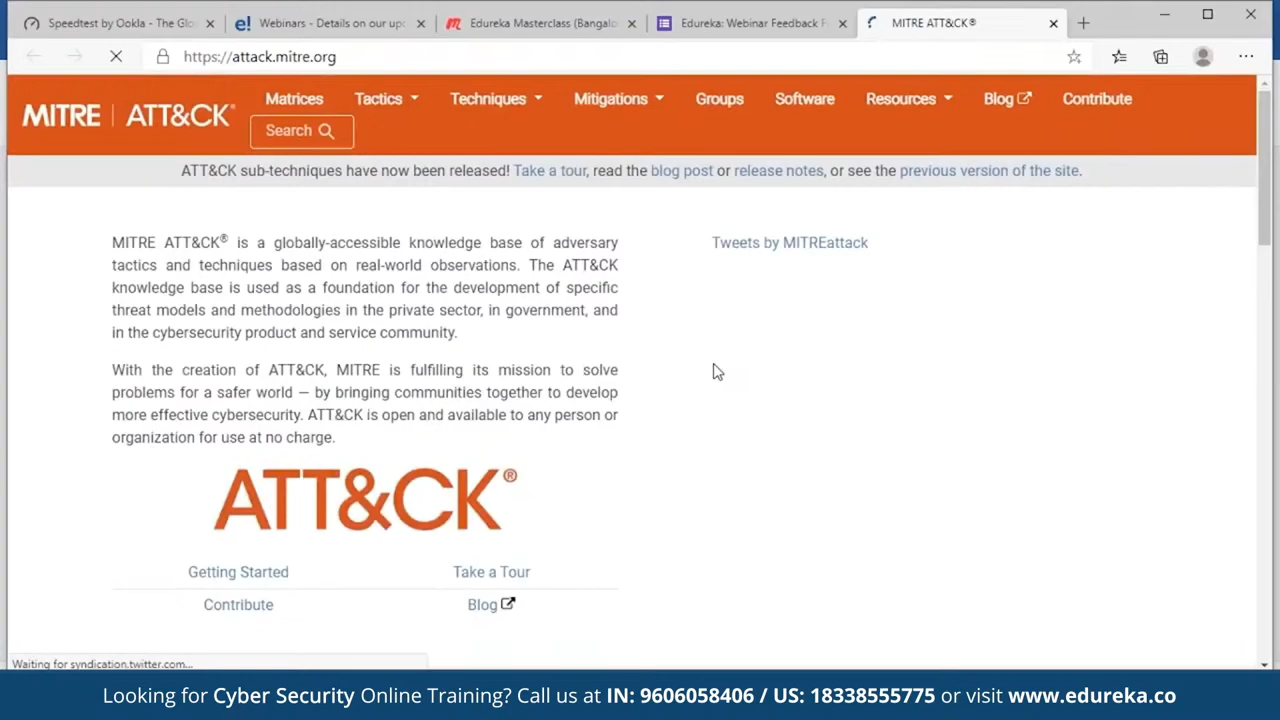 Speedtest by Ookla - The Glo
Webinars - Details on our upc
Edureka Masterclass (Bangalo
Edureka: Webinar Feedback F
MITRE ATT&CK®
https://attack.mitre.org
MITRE | ATT&CK®
Matrices
Tactics
Techniques
Mitigations
Groups
Software
Resources
Blog
Contribute
Search
ATT&CK sub-techniques have now been released! Take a tour, read the blog post or release notes, or see the previous version of the site.
MITRE ATT&CK® is a globally-accessible knowledge base of adversary
tactics and techniques based on real-world observations. The ATT&CK
knowledge base is used as a foundation for the development of specific
threat models and methodologies in the private sector, in government, and
in the cybersecurity product and service community.
With the creation of ATT&CK, MITRE is fulfilling its mission to solve
problems for a safer world — by bringing communities together to develop
more effective cybersecurity. ATT&CK is open and available to any person or
organization for use at no charge.
Tweets by MITREattack
ATT&CK®
Getting Started
Take a Tour
Contribute
Blog
Waiting for syndication.twitter.com...
Looking for Cyber Security Online Training? Call us at IN: 9606058406 / US: 18338555775 or visit www.edureka.co